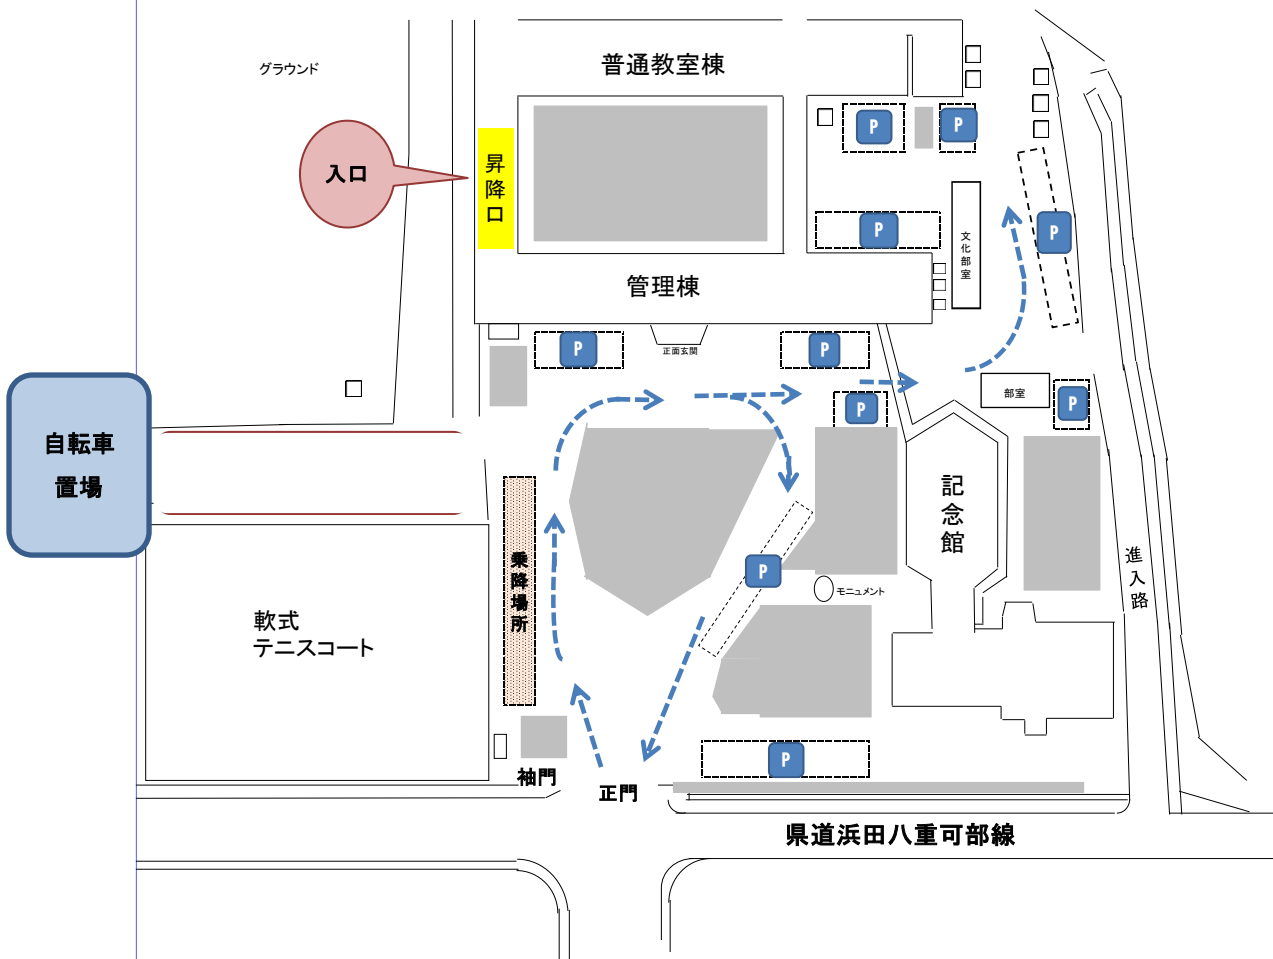 グラウンド
普通教室棟
入口
昇降口
P
P
P
P
文化部室
管理棟
正面玄関
P
P
P
P
部室
自転車
置場
記念館
乗降場所
進入路
P
モニュメント
軟式
テニスコート
P
袖門
正門
県道浜田八重可部線